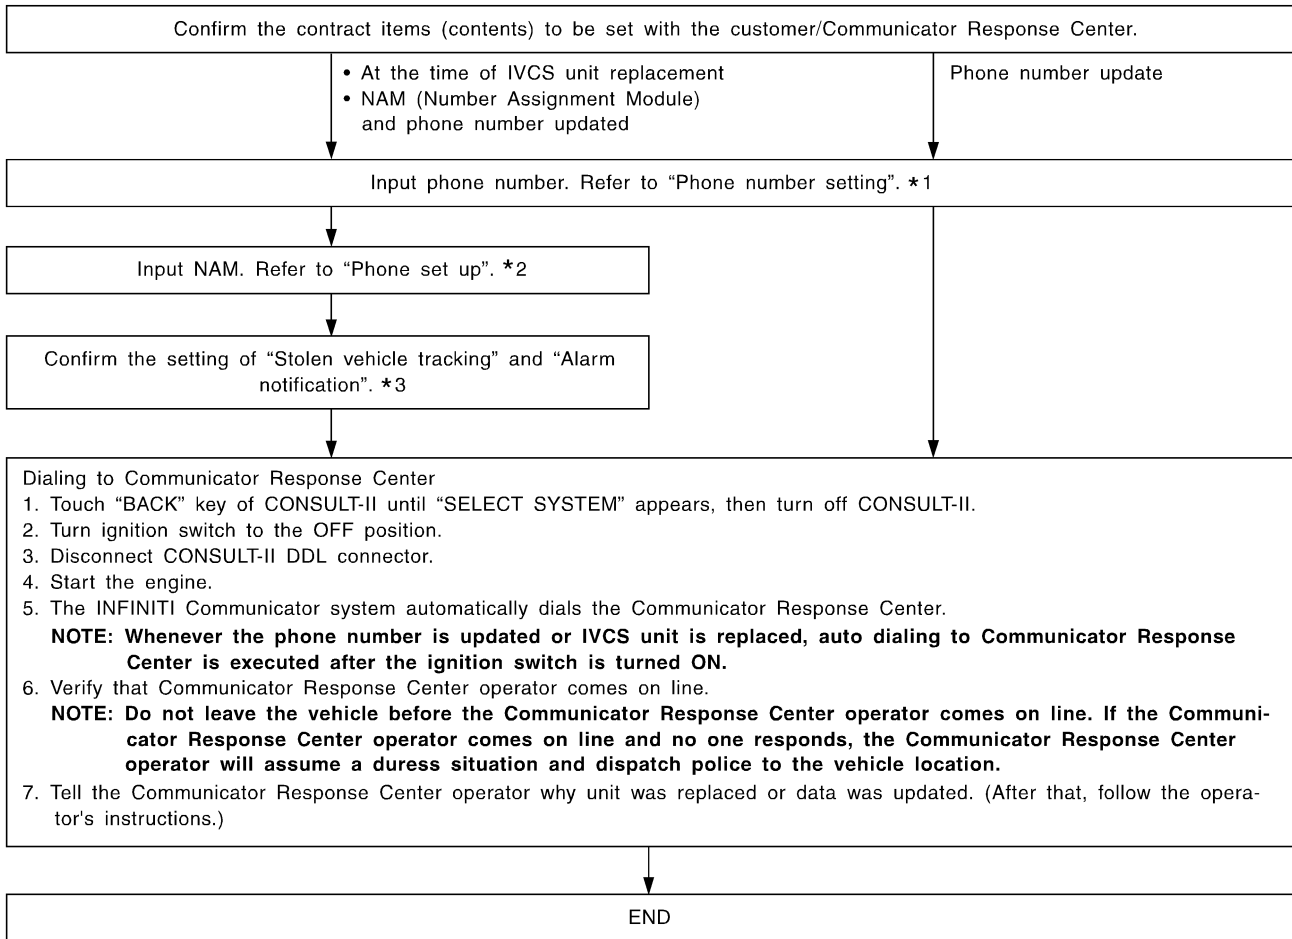 Confirm the contract items (contents) to be set with the customer/Communicator Response Center.
• At the time of IVCS unit replacement
• NAM (Number Assignment Module)
and phone number updated
Phone number update
Input phone number. Refer to “Phone number setting”. *1
Input NAM. Refer to “Phone set up”. *2
Confirm the setting of “Stolen vehicle tracking” and “Alarm
notification”. *3
Dialing to Communicator Response Center
1. Touch “BACK” key of CONSULT-II until “SELECT SYSTEM” appears, then turn off CONSULT-II.
2. Turn ignition switch to the OFF position.
3. Disconnect CONSULT-II DDL connector.
4. Start the engine.
5. The INFINITI Communicator system automatically dials the Communicator Response Center.
NOTE: Whenever the phone number is updated or IVCS unit is replaced, auto dialing to Communicator Response
Center is executed after the ignition switch is turned ON.
6. Verify that Communicator Response Center operator comes on line.
NOTE: Do not leave the vehicle before the Communicator Response Center operator comes on line. If the Communi-
cator Response Center operator comes on line and no one responds, the Communicator Response Center
operator will assume a duress situation and dispatch police to the vehicle location.
7. Tell the Communicator Response Center operator why unit was replaced or data was updated. (After that, follow the opera-
tor's instructions.)
END